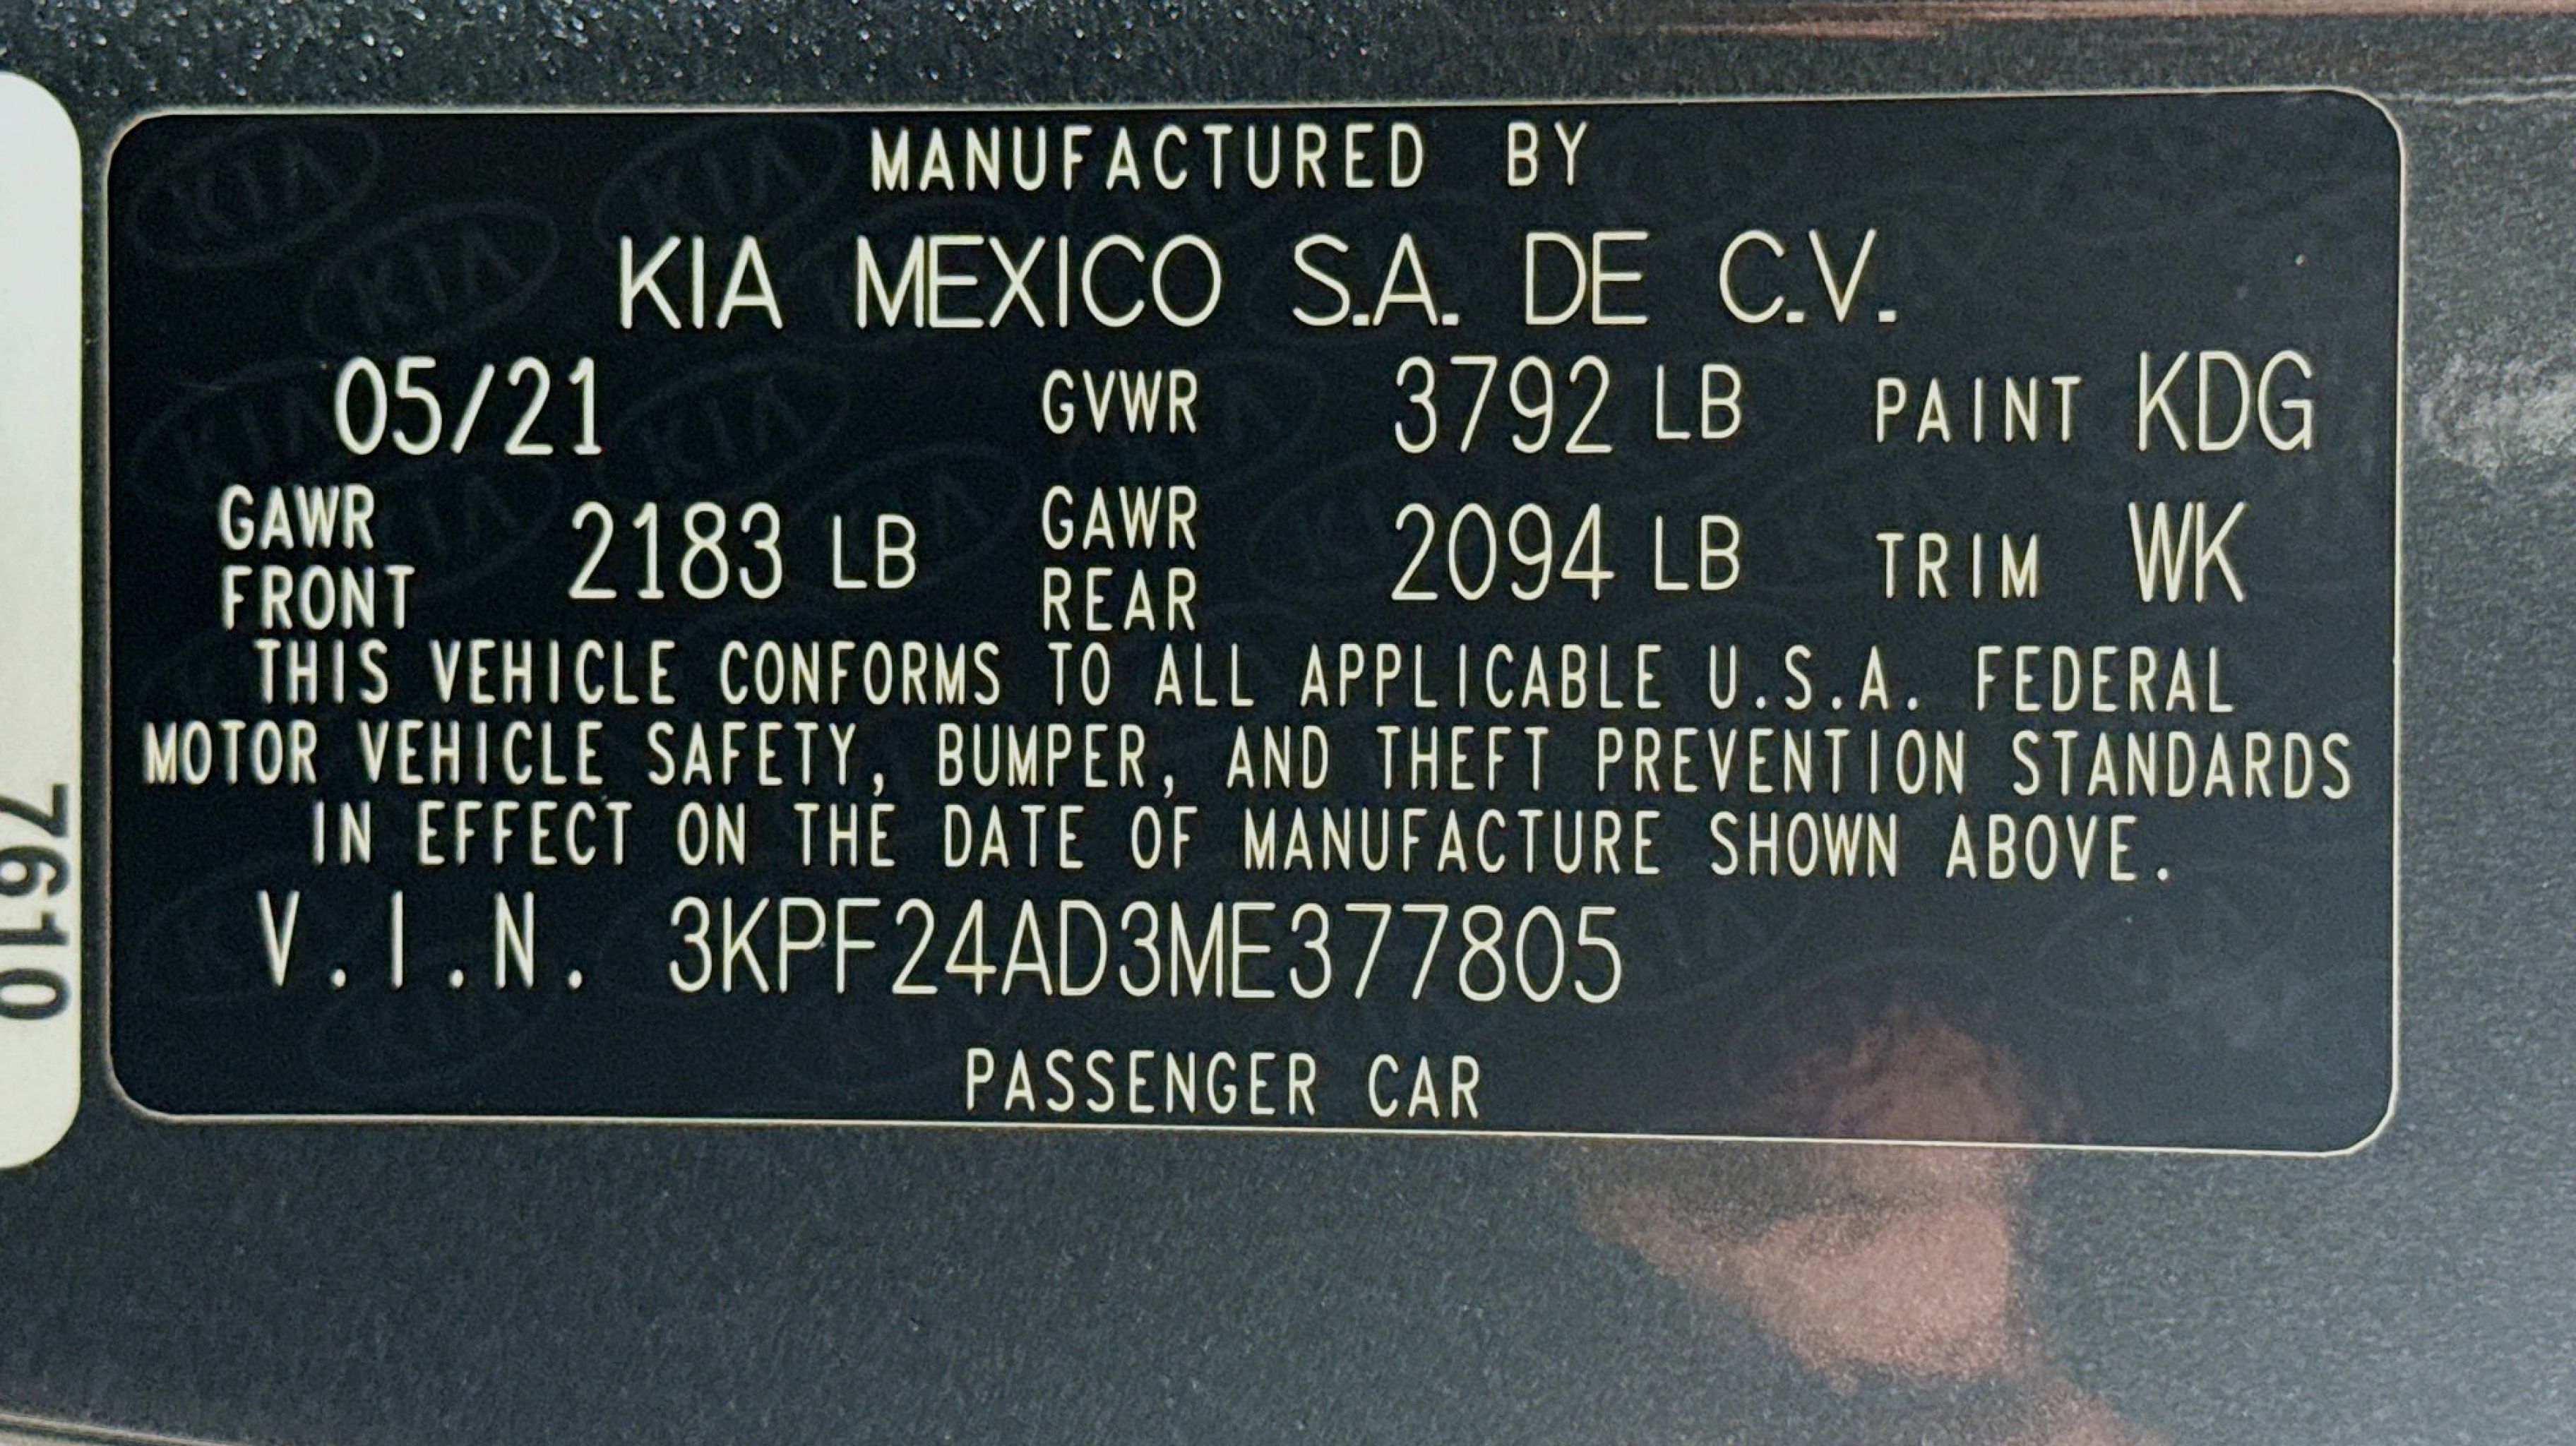 MANUFACTURED BY
KIA MEXICO S.A. DE C.V.
05/21 GVWR 3792 LB PAINT KDG
GAWR FRONT 2183 LB GAWR REAR 2094 LB TRIM WK
THIS VEHICLE CONFORMS TO ALL APPLICABLE U.S.A. FEDERAL
MOTOR VEHICLE SAFETY, BUMPER, AND THEFT PREVENTION STANDARDS
IN EFFECT ON THE DATE OF MANUFACTURE SHOWN ABOVE.
V.I.N. 3KPF24AD3ME377805
PASSENGER CAR
7610